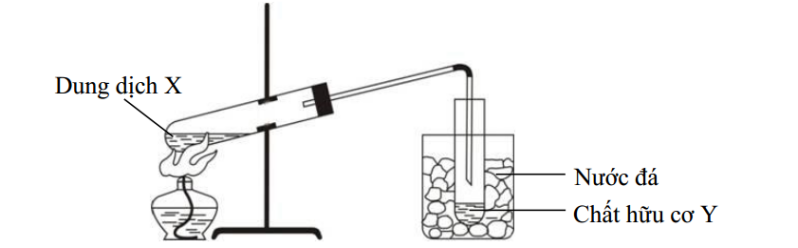 Dung dịch X
Nước đá
Chất hữu cơ Y